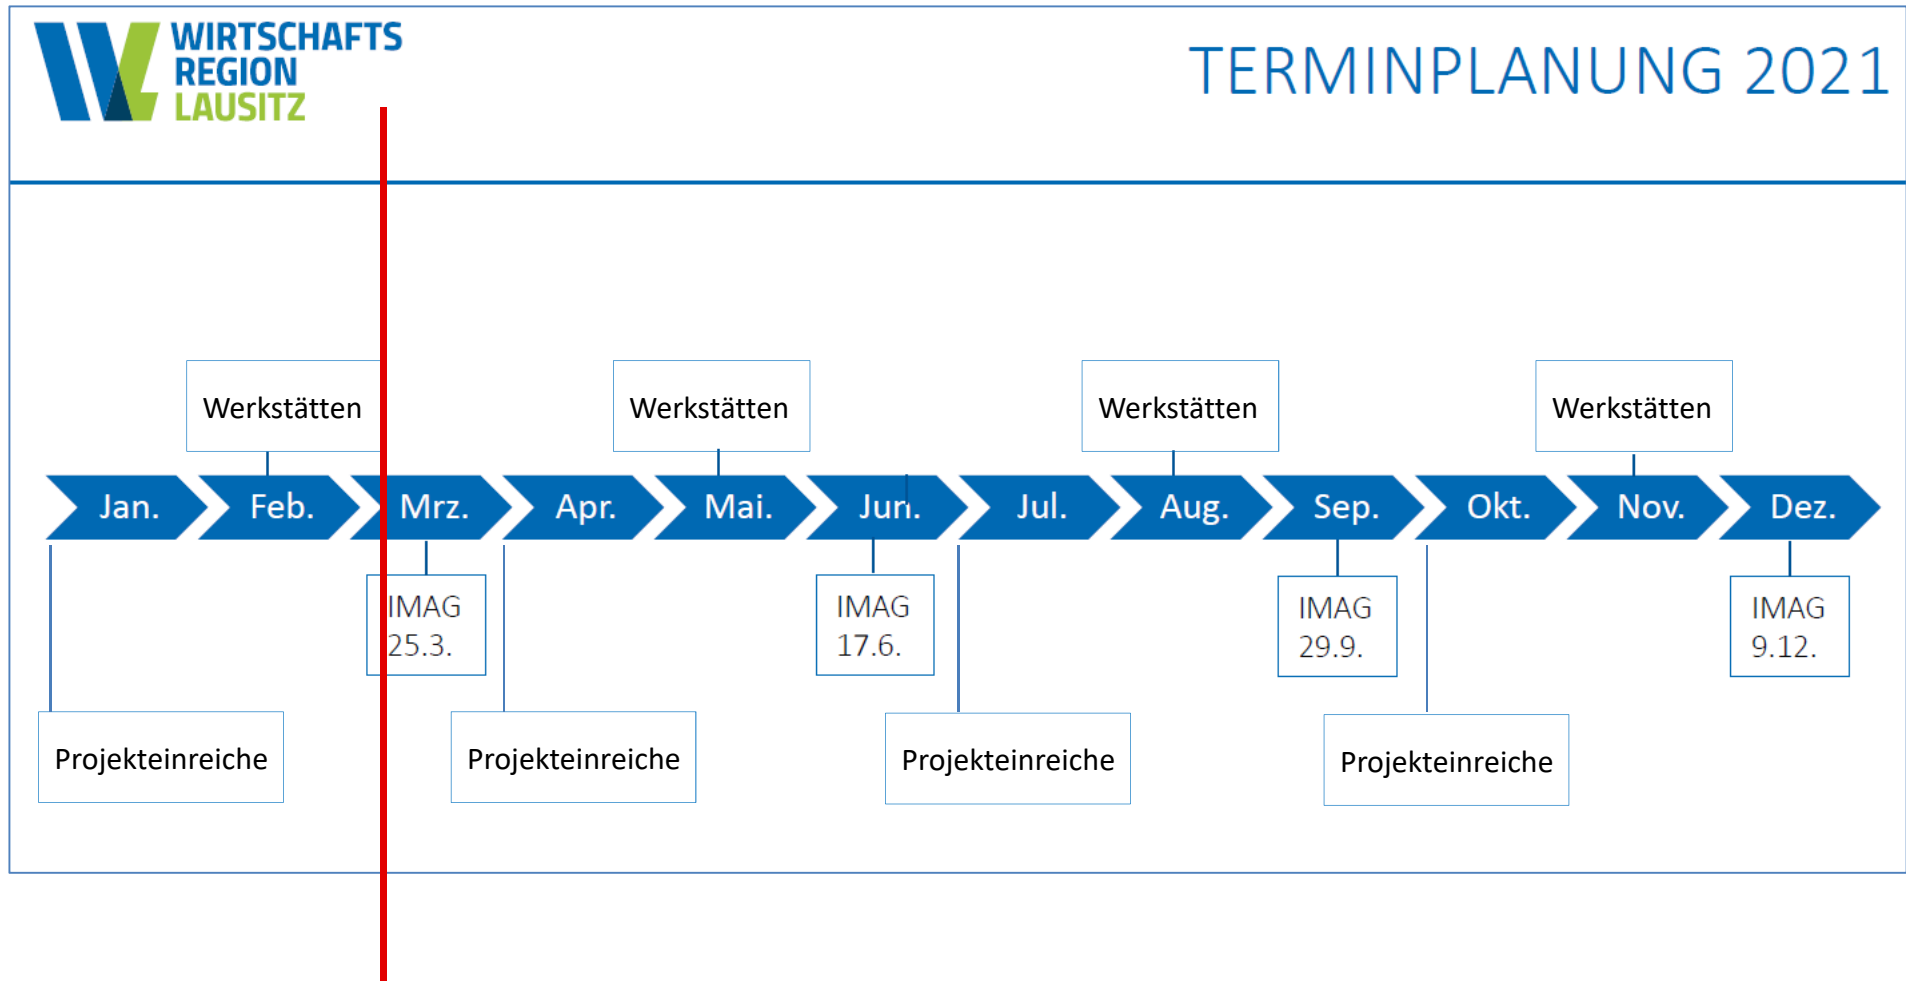 WIRTSCHAFTS
REGION
LAUSITZ
TERMINPLANUNG 2021
Werkstätten
Werkstätten
Werkstätten
Werkstätten
Jan.
Feb.
Mrz.
Apr.
Mai.
Jun.
Jul.
Aug.
Sep.
Okt.
Nov.
Dez.
IMAG
25.3.
IMAG
17.6.
IMAG
29.9.
IMAG
9.12.
Projekteinreiche
Projekteinreiche
Projekteinreiche
Projekteinreiche